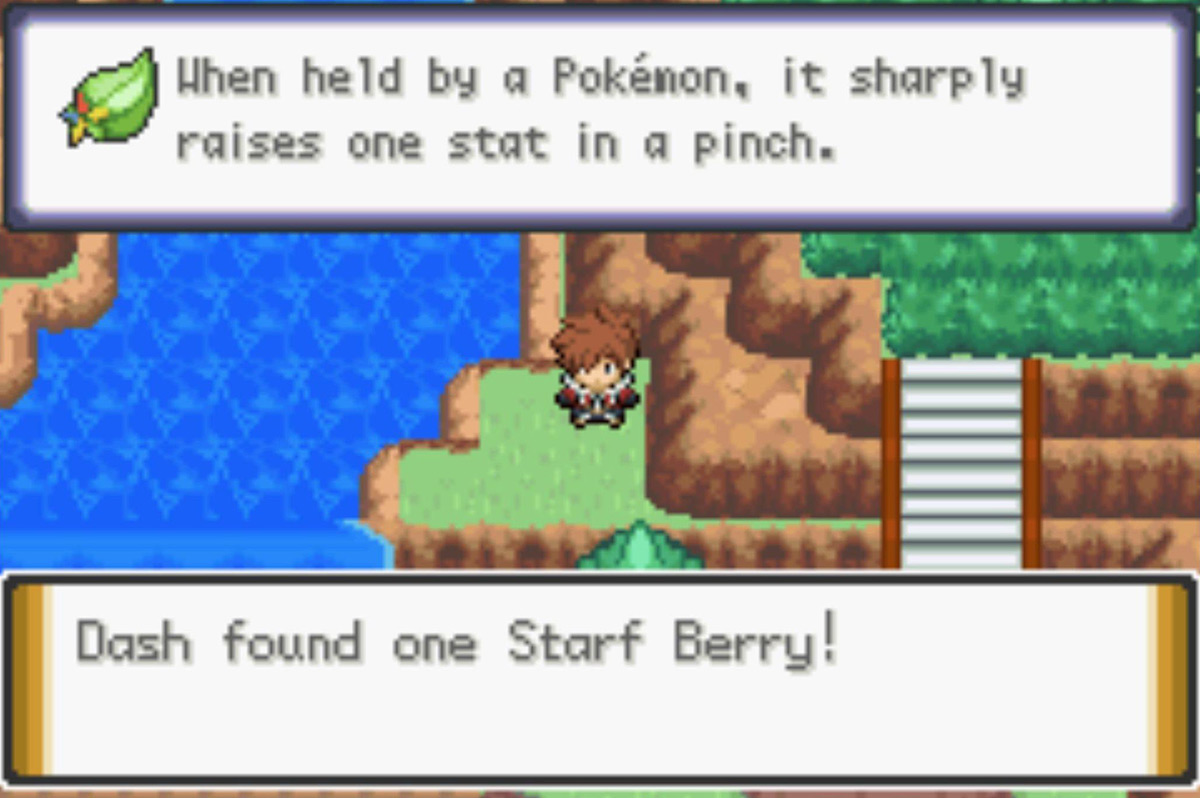 When held by a Pokémon, it sharply
raises one stat in a pinch.
Dash found one Starf Berry!